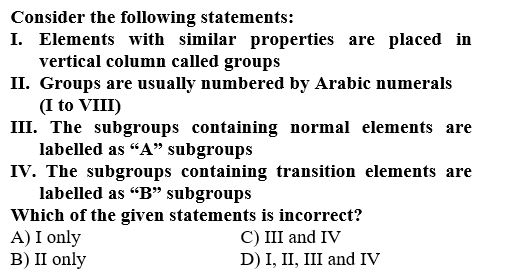 Consider the following statements:
I. Elements with similar properties are placed in
vertical column called groups
II. Groups are usually numbered by Arabic numerals
(I to VIII)
III. The subgroups containing normal elements are
labelled as “A” subgroups
IV. The subgroups containing transition elements are
labelled as “B” subgroups
Which of the given statements is incorrect?
A) I only C) III and IV
B) II only D) I, II, III and IV